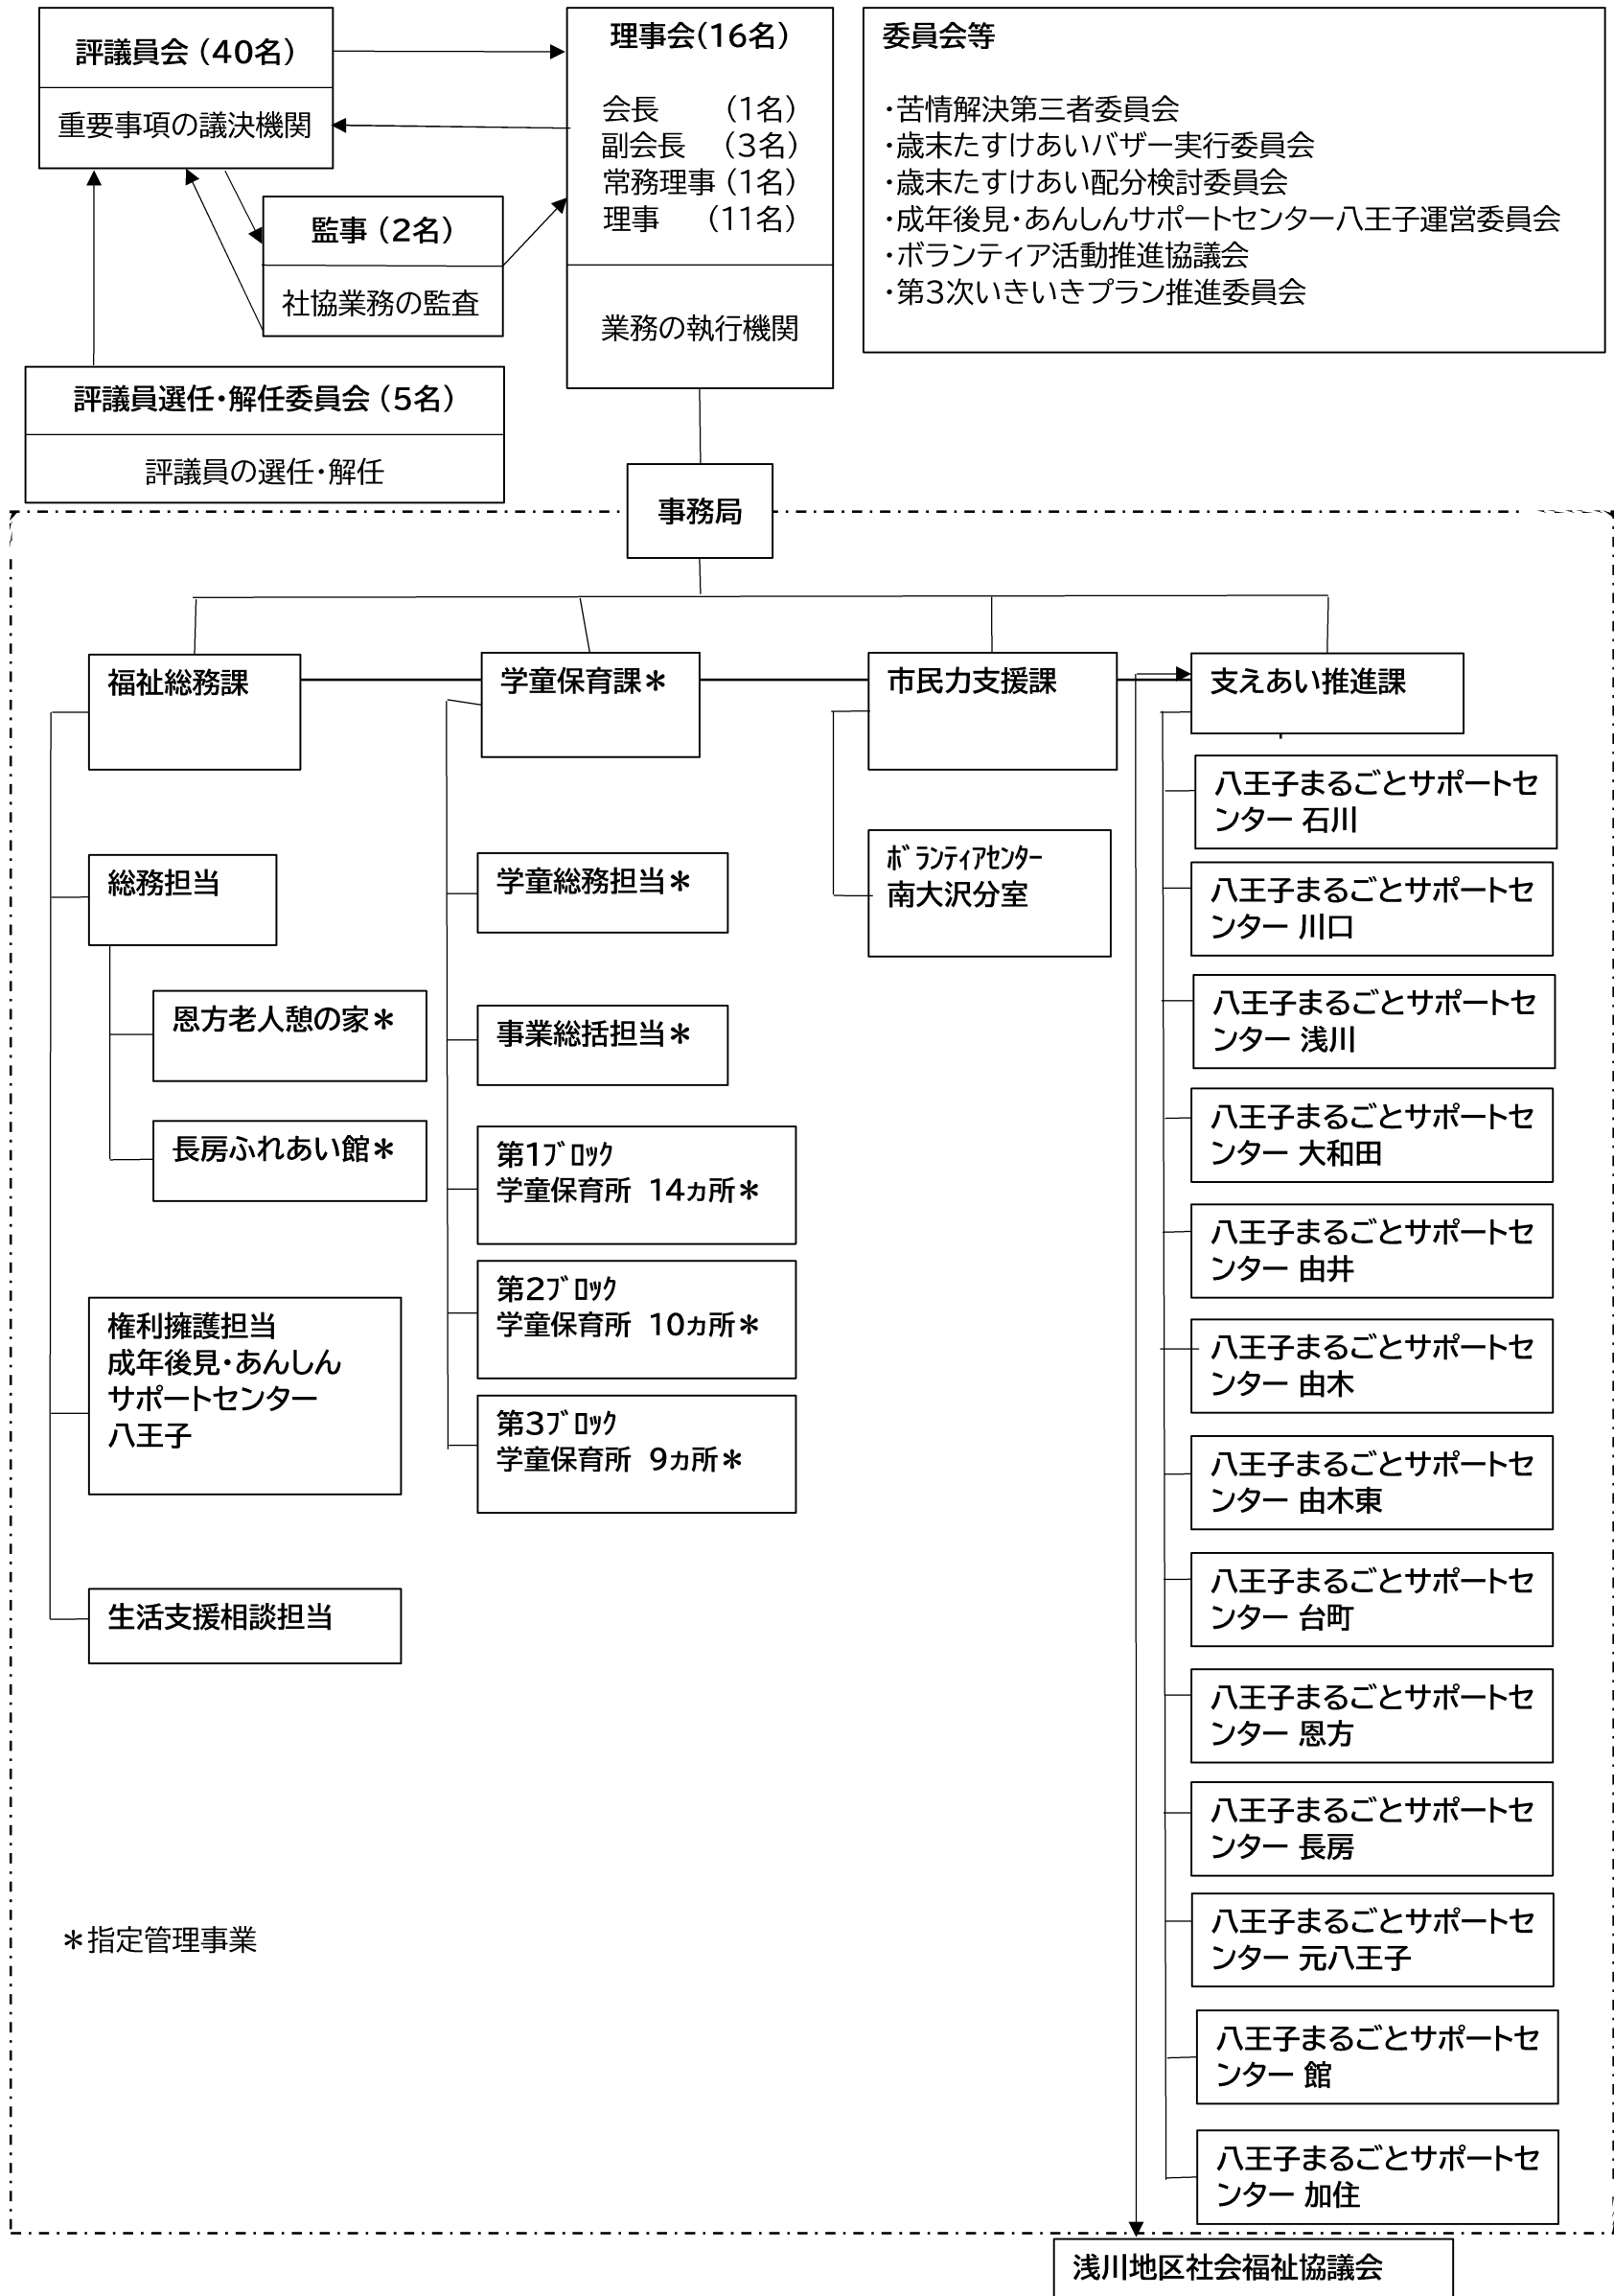 評議員会（40名）
重要事項の議決機関
監事（2名）
社協業務の監査
評議員選任・解任委員会（5名）
評議員の選任・解任
理事会（16名）
会長　　（1名）
副会長　（3名）
常務理事（1名）
理事　　（11名）
業務の執行機関
委員会等
・苦情解決第三者委員会
・歳末たすけあいバザー実行委員会
・歳末たすけあい配分検討委員会
・成年後見・あんしんサポートセンター八王子運営委員会
・ボランティア活動推進協議会
・第3次いきいきプラン推進委員会
事務局
福祉総務課
総務担当
恩方老人憩の家＊
長房ふれあい館＊
権利擁護担当
成年後見・あんしん
サポートセンター
八王子
生活支援相談担当
学童保育課＊
学童総務担当＊
事業総括担当＊
第1ﾌﾞﾛｯｸ
学童保育所　14ヵ所＊
第2ﾌﾞﾛｯｸ
学童保育所　10ヵ所＊
第3ﾌﾞﾛｯｸ
学童保育所　9ヵ所＊
市民力支援課
ﾎﾞﾗﾝﾃｨｱｾﾝﾀｰ
南大沢分室
支えあい推進課
八王子まるごとサポートセ
ンター 石川
八王子まるごとサポートセ
ンター 川口
八王子まるごとサポートセ
ンター 浅川
八王子まるごとサポートセ
ンター 大和田
八王子まるごとサポートセ
ンター 由井
八王子まるごとサポートセ
ンター 由木
八王子まるごとサポートセ
ンター 由木東
八王子まるごとサポートセ
ンター 台町
八王子まるごとサポートセ
ンター 恩方
八王子まるごとサポートセ
ンター 長房
八王子まるごとサポートセ
ンター 元八王子
八王子まるごとサポートセ
ンター 館
八王子まるごとサポートセ
ンター 加住
＊指定管理事業
浅川地区社会福祉協議会